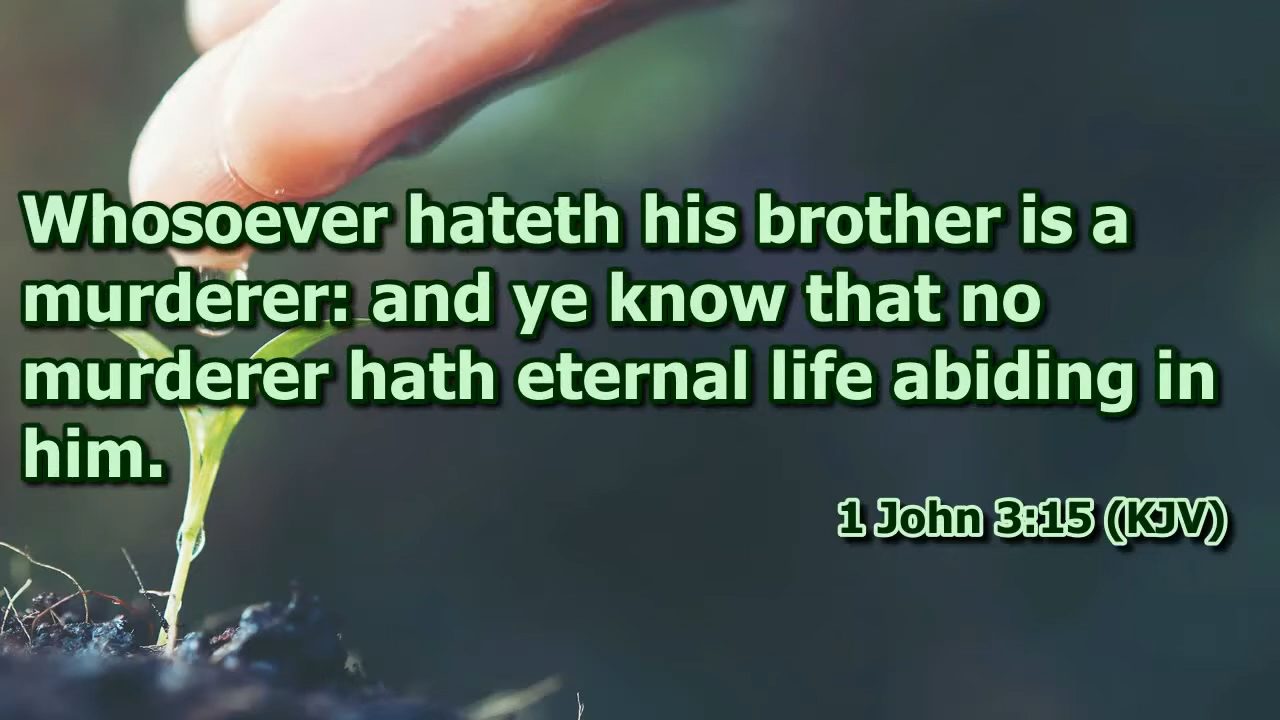 Whosoever hateth his brother is a
murderer: and ye know that no
murderer hath eternal life abiding in
him.
1 John 3:15 (KJV)